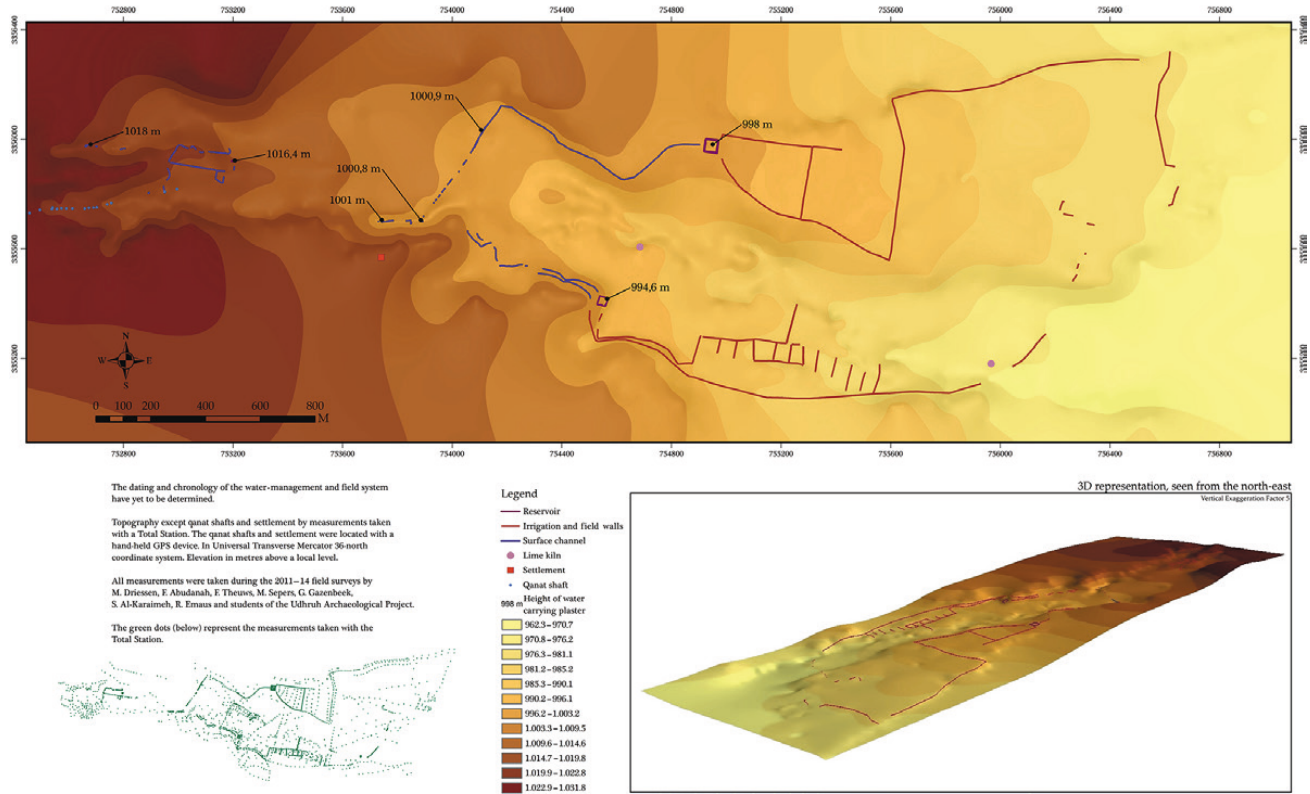 752800 753200 753600 754000 754400 754800 755200 755600 756000 756400 756800
3356400
3356000
3355600
3355200
1000,9 m
998 m
1018 m
1016,4 m
1000,8 m
1001 m
994,6 m
N
W E
S
0 100 200 400 600 800
M
752800 753200 753600 754000 754400 754800 755200 755600 756000 756400 756800
The dating and chronology of the water-management and field system
have yet to be determined.
Topography except qanat shafts and settlement by measurements taken
with a Total Station. The qanat shafts and settlement were located with a
hand-held GPS device. In Universal Transverse Mercator 36-north
coordinate system. Elevation in metres above a local level.
All measurements were taken during the 2011–14 field surveys by
M. Driessen, F. Abudanah, F. Theuws, M. Sepers, G. Gazenbeek,
S. Al-Karaimeh, R. Emaus and students of the Udhruh Archaeological Project.
The green dots (below) represent the measurements taken with the
Total Station.
Legend
Reservoir
Irrigation and field walls
Surface channel
Lime kiln
Settlement
Qanat shaft
998 m Height of water
carrying plaster
962.3–970.7
970.8–976.2
976.3–981.1
981.2–985.2
985.3–990.1
990.2–996.1
996.2–1.003.2
1.003.3–1.009.5
1.009.6–1.014.6
1.014.7–1.019.8
1.019.9–1.022.8
1.022.9–1.031.8
3D representation, seen from the north-east
Vertical Exaggeration Factor 5